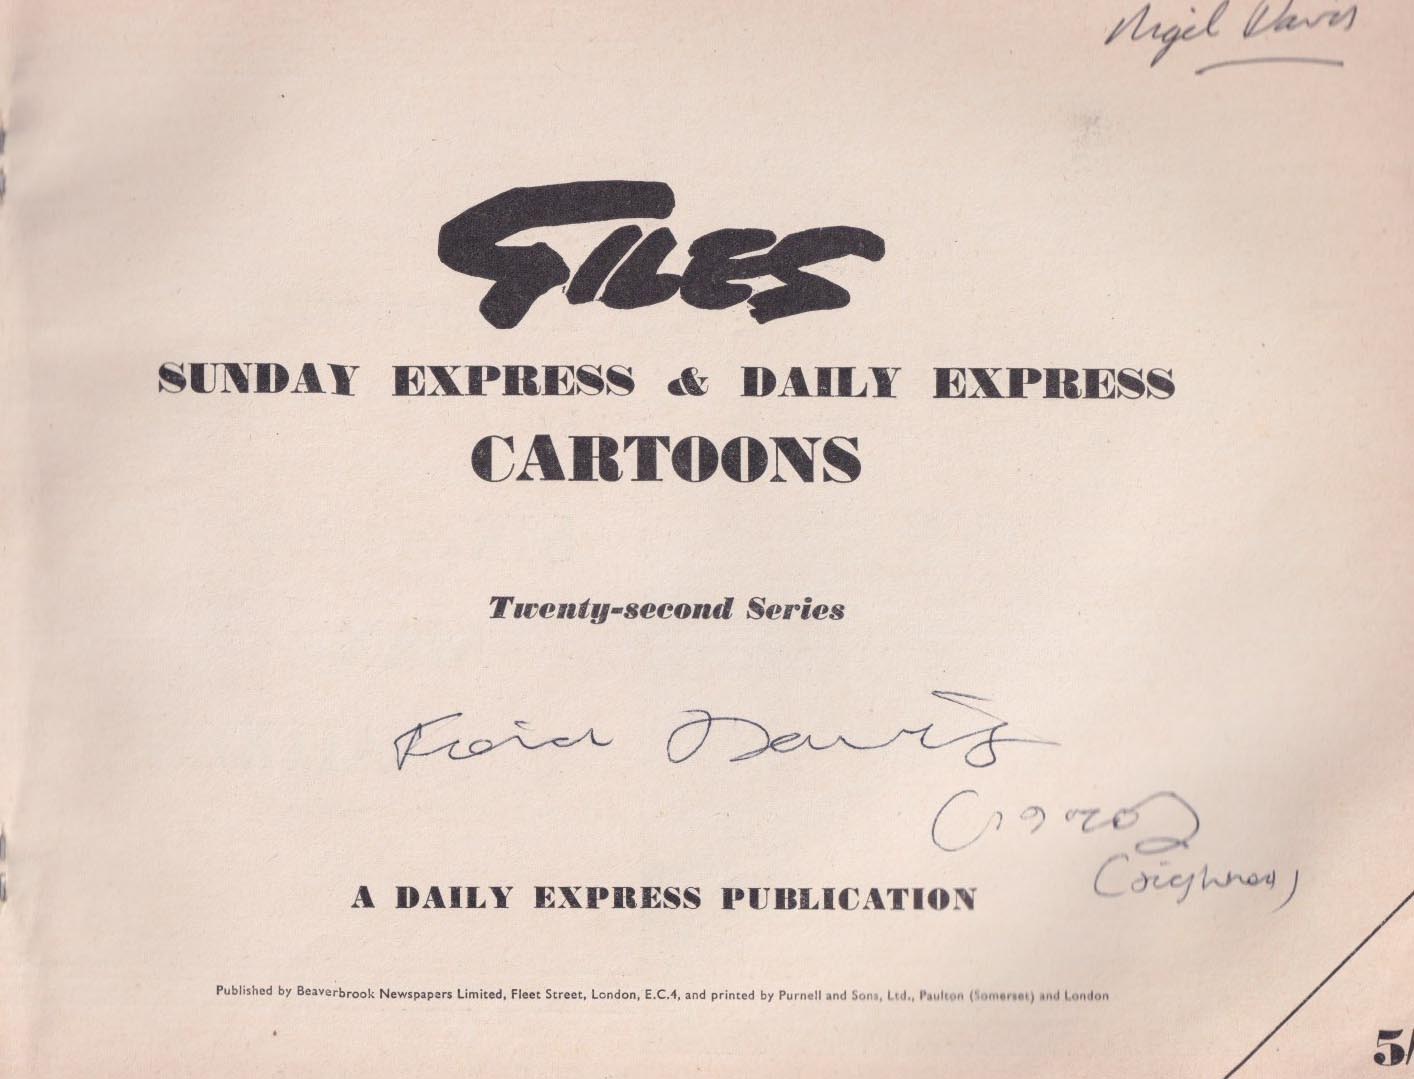 Nigel Davis
GILES
SUNDAY EXPRESS & DAILY EXPRESS
CARTOONS
Twenty-second Series
Davis
A DAILY EXPRESS PUBLICATION
Published by Beaverbrook Newspapers Limited, Fleet Street, London, E.C.4, and printed by Purnell and Sons, Ltd., Paulton (Somerset) and London
5/